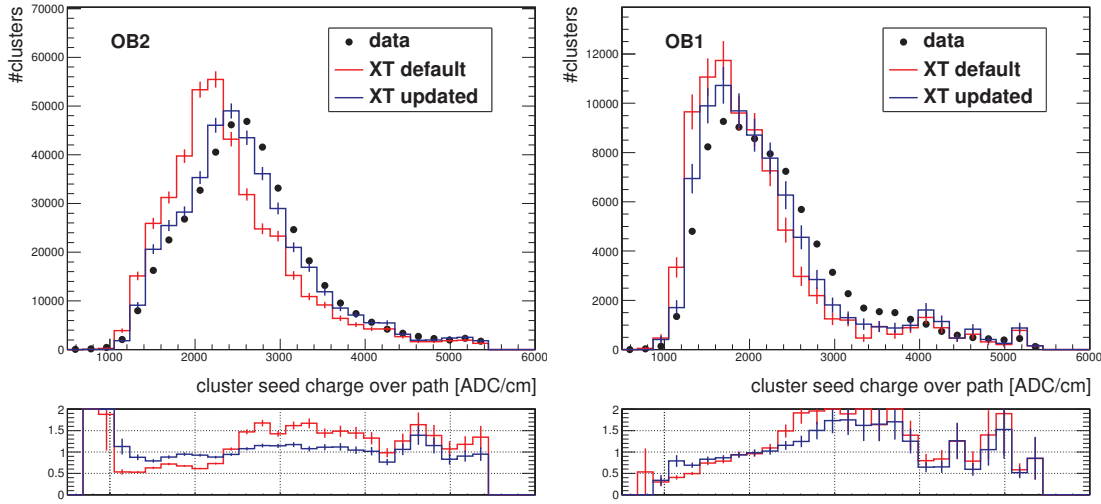 OB2
#clusters
70000
60000
50000
40000
30000
20000
10000
0
data
XT default
XT updated
1000 2000 3000 4000 5000 6000
cluster seed charge over path [ADC/cm]
2
1.5
1
0.5
0
OB1
#clusters
12000
10000
8000
6000
4000
2000
0
data
XT default
XT updated
1000 2000 3000 4000 5000 6000
cluster seed charge over path [ADC/cm]
2
1.5
1
0.5
0